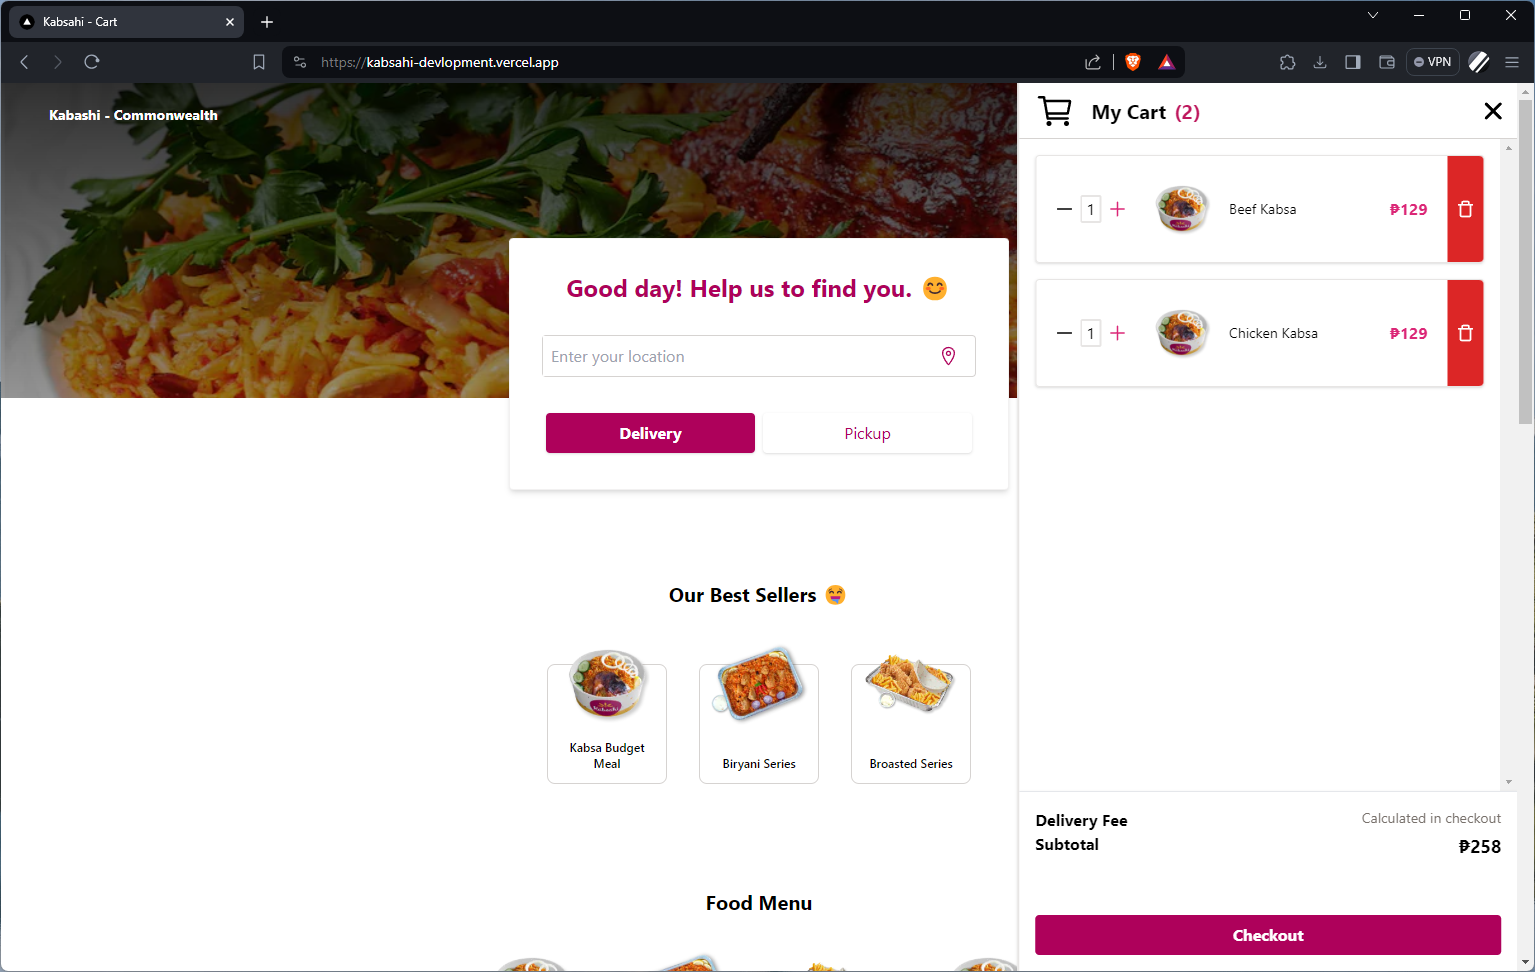 Kabsahi - Cart
https://kabsahi-devlopment.vercel.app
VPN
Kabashi - Commonwealth
Good day! Help us to find you. 😊
Enter your location
Delivery
Pickup
Our Best Sellers 🤤
Kabsa Budget
Meal
Biryani Series
Broasted Series
Food Menu
My Cart (2)
1
Beef Kabsa
₱129
1
Chicken Kabsa
₱129
Delivery Fee
Calculated in checkout
Subtotal
₱258
Checkout